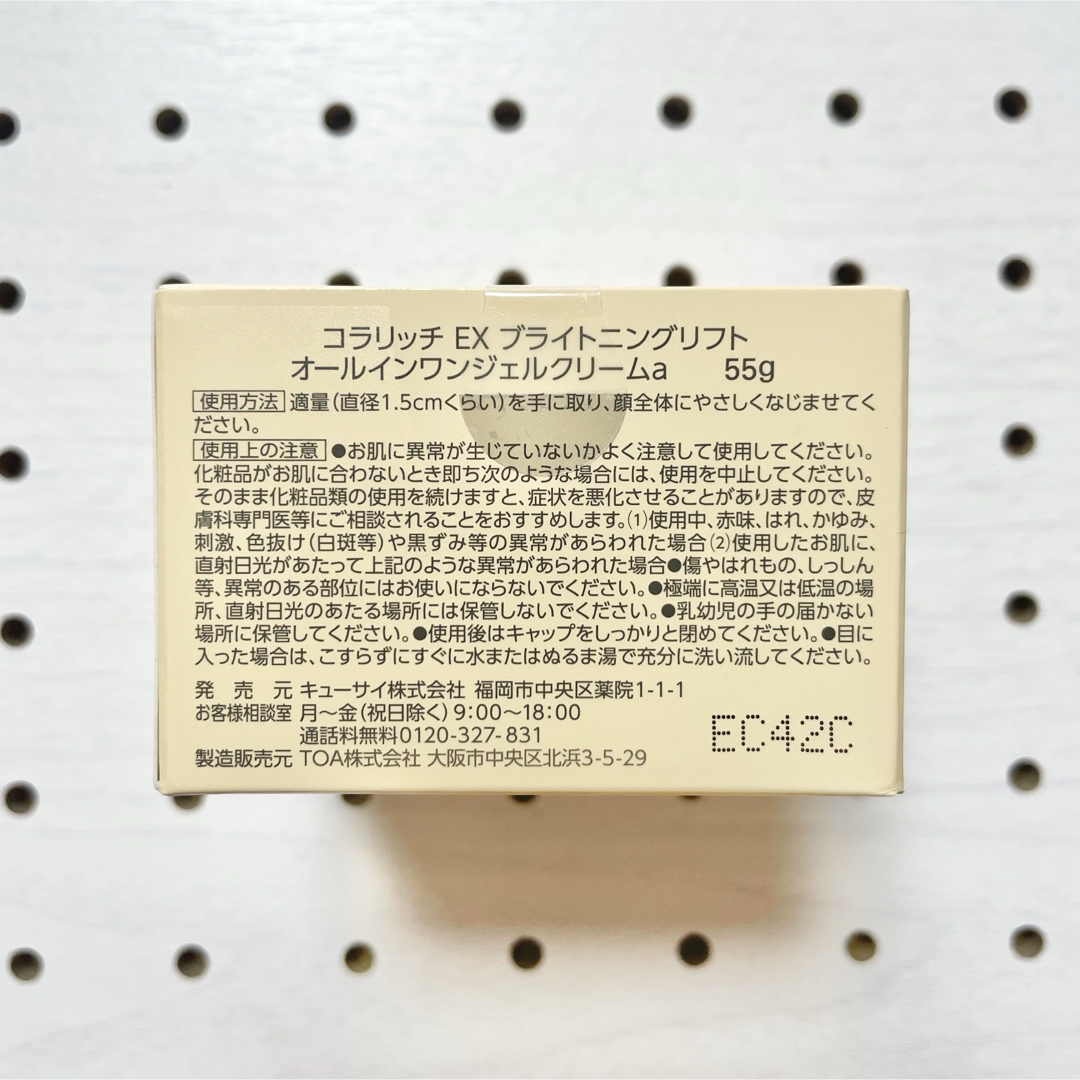 コラリッチ EX ブライトニングリフト
オールインワンジェルクリームa　55g
使用方法 適量(直径1.5cmくらい)を手に取り、顔全体にやさしくなじませてく
ださい。
使用上の注意 ●お肌に異常が生じていないかよく注意して使用してください。
化粧品がお肌に合わないとき即ち次のような場合には、使用を中止してください。
そのまま化粧品類の使用を続けますと、症状を悪化させることがありますので、皮
膚科専門医等にご相談されることをおすすめします。(1)使用中、赤味、はれ、かゆみ、
刺激、色抜け(白斑等)や黒ずみ等の異常があらわれた場合(2)使用したお肌に、
直射日光があたって上記のような異常があらわれた場合●傷やはれもの、しっしん
等、異常のある部位にはお使いにならないでください。●極端に高温又は低温の場
所、直射日光のあたる場所には保管しないでください。●乳幼児の手の届かない
場所に保管してください。●使用後はキャップをしっかりと閉めてください。●目に
入った場合は、こすらずにすぐに水またはぬるま湯で充分に洗い流してください。
発売元 キューサイ株式会社 福岡市中央区薬院1-1-1
お客様相談室 月〜金(祝日除く)9:00〜18:00
通話料無料0120-327-831
製造販売元 TOA株式会社 大阪市中央区北浜3-5-29
EC42C